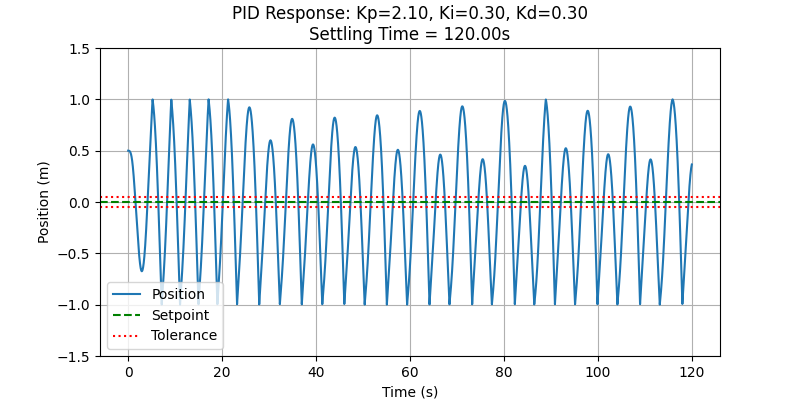 PID Response: Kp=2.10, Ki=0.30, Kd=0.30
Settling Time = 120.00s
Position (m)
1.5
1.0
0.5
0.0
−0.5
−1.0
−1.5
Position
Setpoint
Tolerance
0 20 40 60 80 100 120
Time (s)